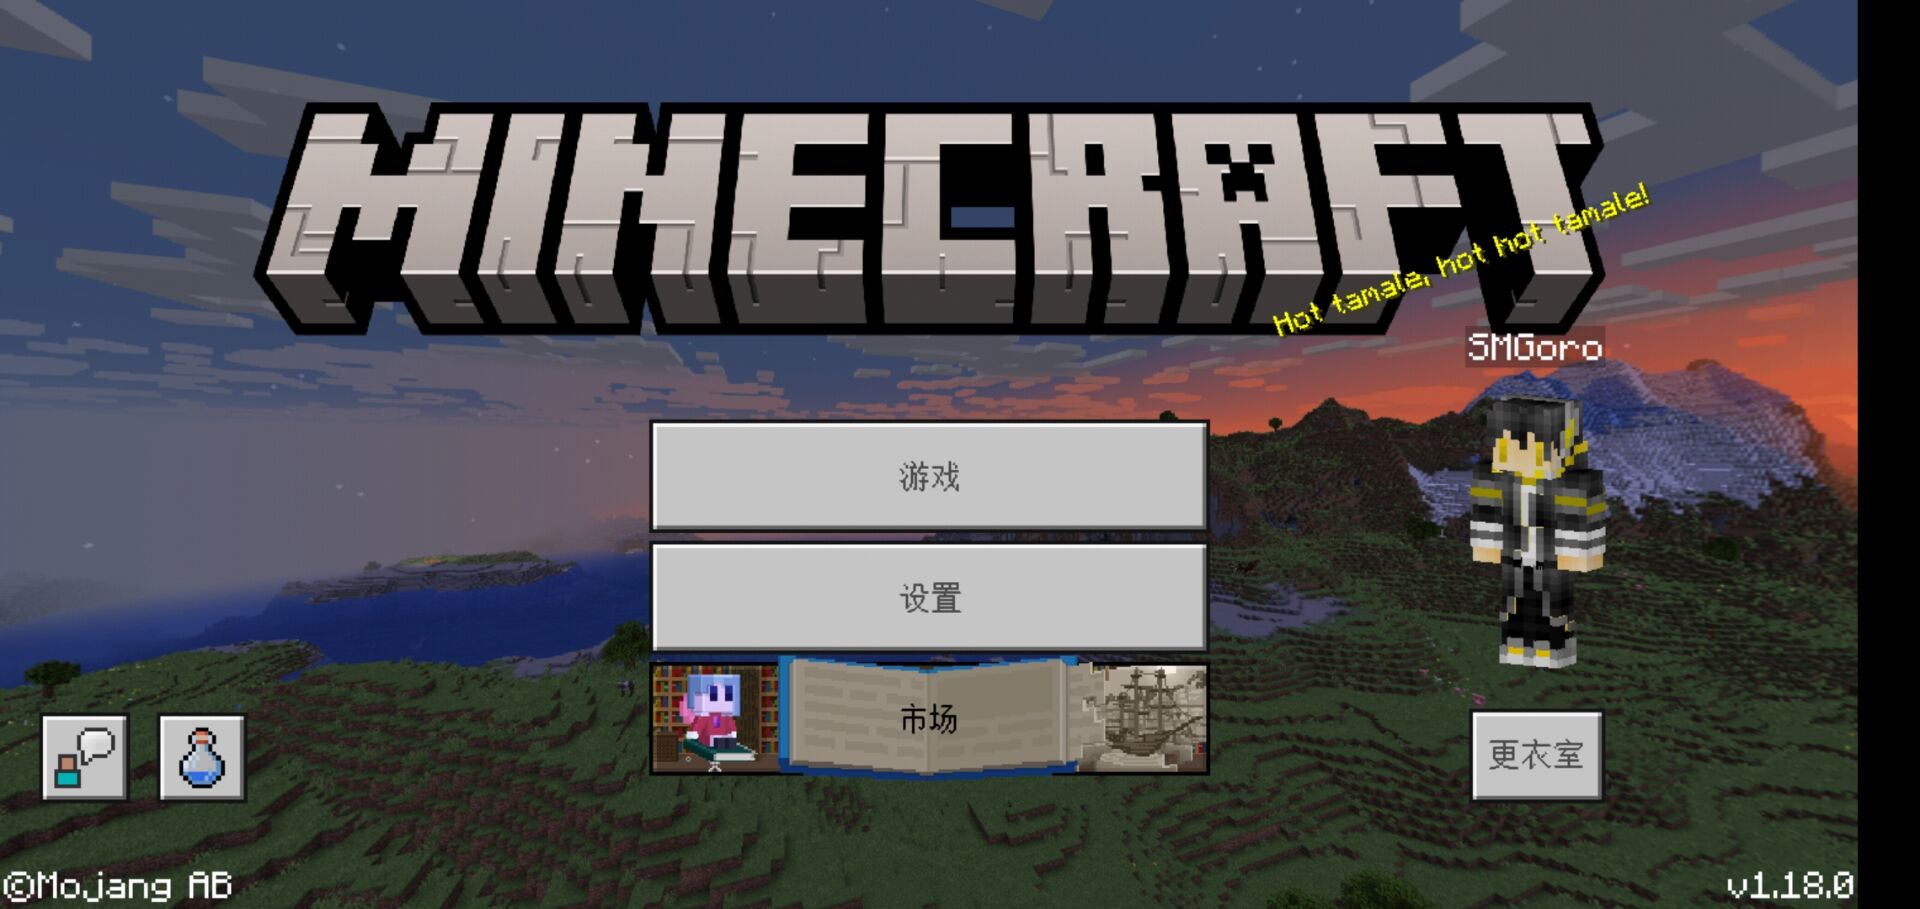 MINECRAFT
Hot tamale, hot hot tamale!
SMGoro
游戏
设置
市场
更衣室
©Mojang AB
v1.18.0